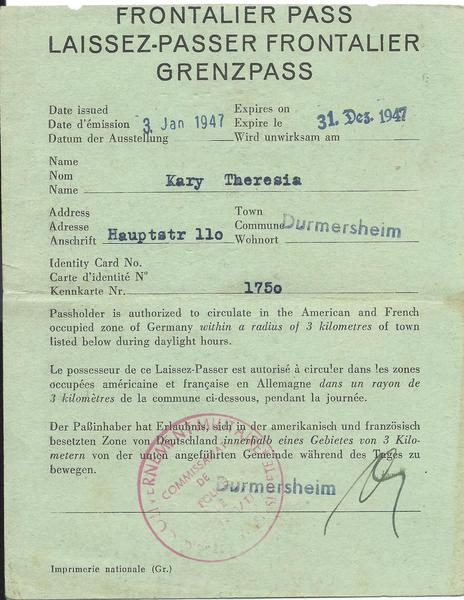 FRONTALIER PASS
LAISSEZ-PASSER FRONTALIER
GRENZPASS
Date issued
Date d'émission 3. Jan 1947
Datum der Ausstellung
Expires on
Expire le 31. Dez. 1947
Wird unwirksam am
Name
Nom Kary Theresia
Name
Address
Adresse Hauptstr 110
Anschrift
Town
Commune Durmersheim
Wohnort
Identity Card No.
Carte d'identité N°
Kennkarte Nr. 1750
Passholder is authorized to circulate in the American and French
occupied zone of Germany within a radius of 3 kilometres of town
listed below during daylight hours.
Le possesseur de ce Laissez-Passer est autorisé à circuler dans les zones
occupées américaine et française en Allemagne dans un rayon de
3 kilomètres de la commune ci-dessous, pendant la journée.
Der Paßinhaber hat Erlaubnis, sich in der amerikanisch und französisch
besetzten Zone von Deutschland innerhalb eines Gebietes von 3 Kilo-
metern von der unten angeführten Gemeinde während des Tages zu
bewegen.
COMMISSARIAT
DE
Durmersheim
Imprimerie nationale (Gr.)